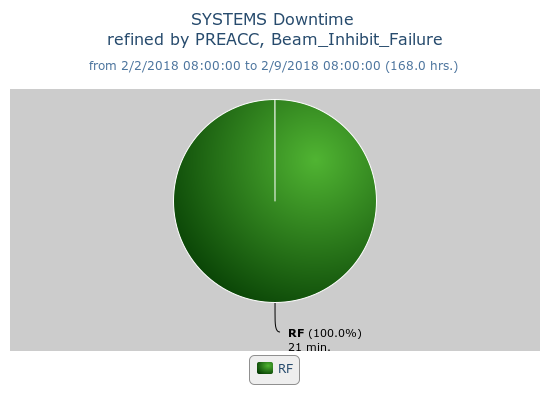 SYSTEMS Downtime
refined by PREACC, Beam_Inhibit_Failure
from 2/2/2018 08:00:00 to 2/9/2018 08:00:00 (168.0 hrs.)
RF (100.0%)
21 min.
RF